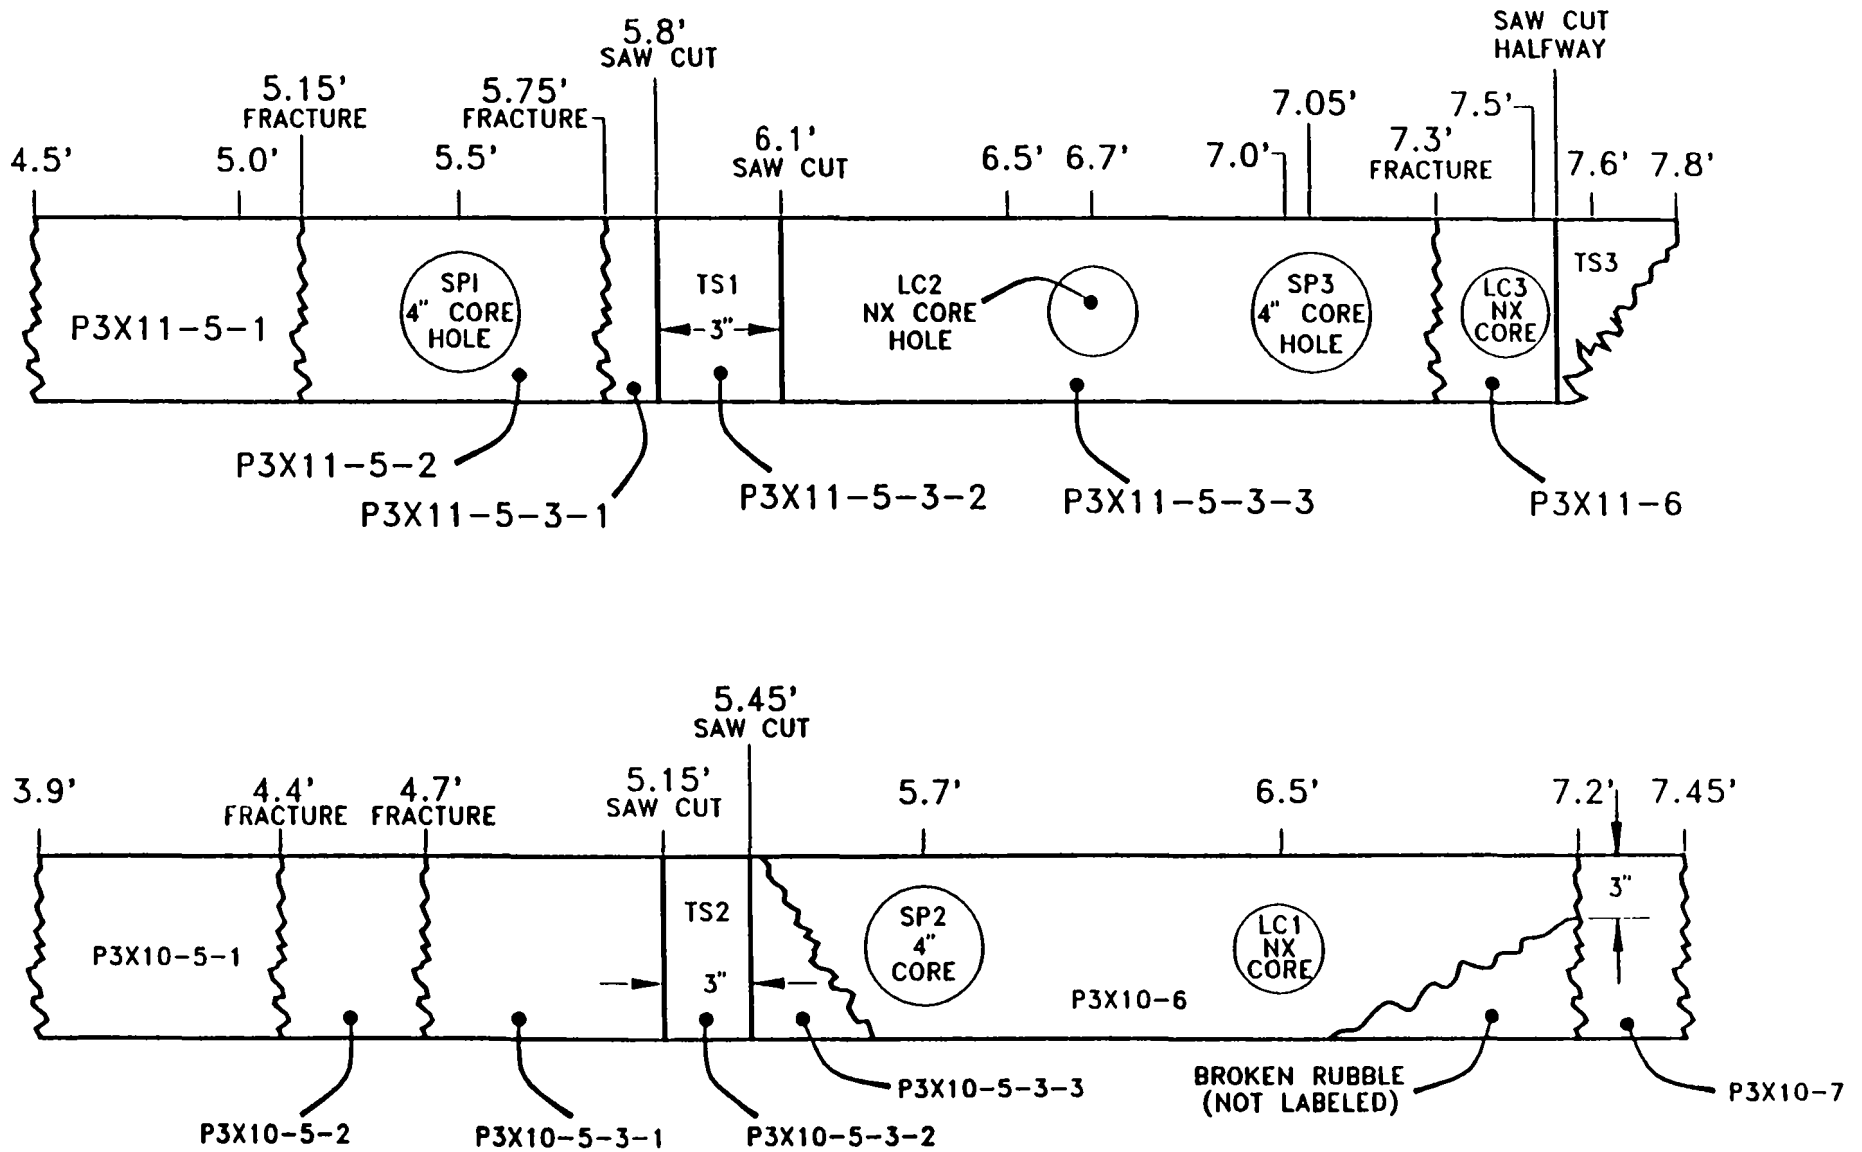 5.8'
SAW CUT
SAW CUT
HALFWAY
5.15'
FRACTURE
5.75'
FRACTURE
7.05'
7.5'
6.1'
SAW CUT
7.3'
FRACTURE
4.5'
5.0'
5.5'
6.5'
6.7'
7.0'
7.6'
7.8'
P3X11-5-1
SP1
4" CORE
HOLE
TS1
3"
LC2
NX CORE
HOLE
SP3
4" CORE
HOLE
LC3
NX
CORE
TS3
P3X11-5-2
P3X11-5-3-1
P3X11-5-3-2
P3X11-5-3-3
P3X11-6
5.45'
SAW CUT
3.9'
4.4'
FRACTURE
4.7'
FRACTURE
5.15'
SAW CUT
5.7'
6.5'
7.2'
7.45'
P3X10-5-1
TS2
3"
SP2
4"
CORE
LC1
NX
CORE
P3X10-6
3"
P3X10-5-2
P3X10-5-3-1
P3X10-5-3-2
P3X10-5-3-3
BROKEN RUBBLE
(NOT LABELED)
P3X10-7